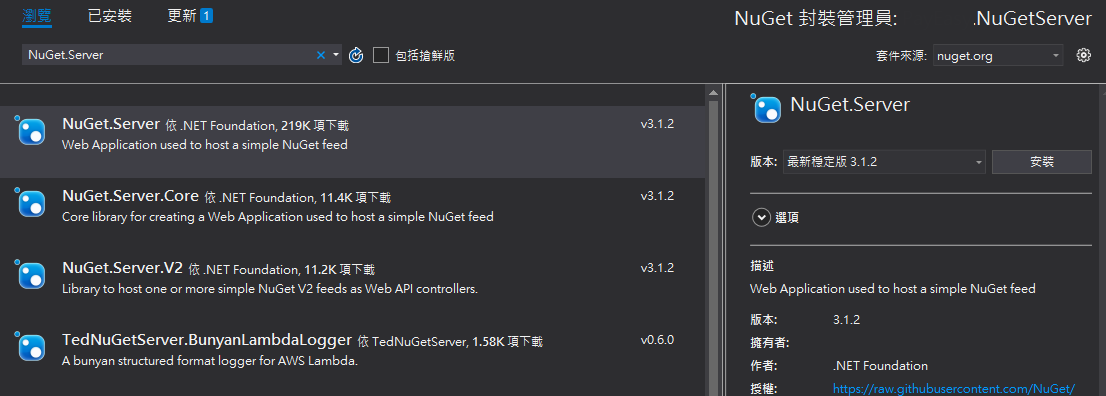 瀏覽 已安裝 更新 1 NuGet 封裝管理員: .NuGetServer
NuGet.Server 包括搶鮮版 套件來源: nuget.org
NuGet.Server 依 .NET Foundation, 219K 項下載 v3.1.2
Web Application used to host a simple NuGet feed
NuGet.Server.Core 依 .NET Foundation, 11.4K 項下載 v3.1.2
Core library for creating a Web Application used to host a simple NuGet feed
NuGet.Server.V2 依 .NET Foundation, 11.2K 項下載 v3.1.2
Library to host one or more simple NuGet V2 feeds as Web API controllers.
TedNuGetServer.BunyanLambdaLogger 依 TedNuGetServer, 1.58K 項下載 v0.6.0
A bunyan structured format logger for AWS Lambda.
NuGet.Server
版本: 最新穩定版 3.1.2 安裝
選項
描述
Web Application used to host a simple NuGet feed
版本: 3.1.2
擁有者:
作者: .NET Foundation
授權: https://raw.githubusercontent.com/NuGet/